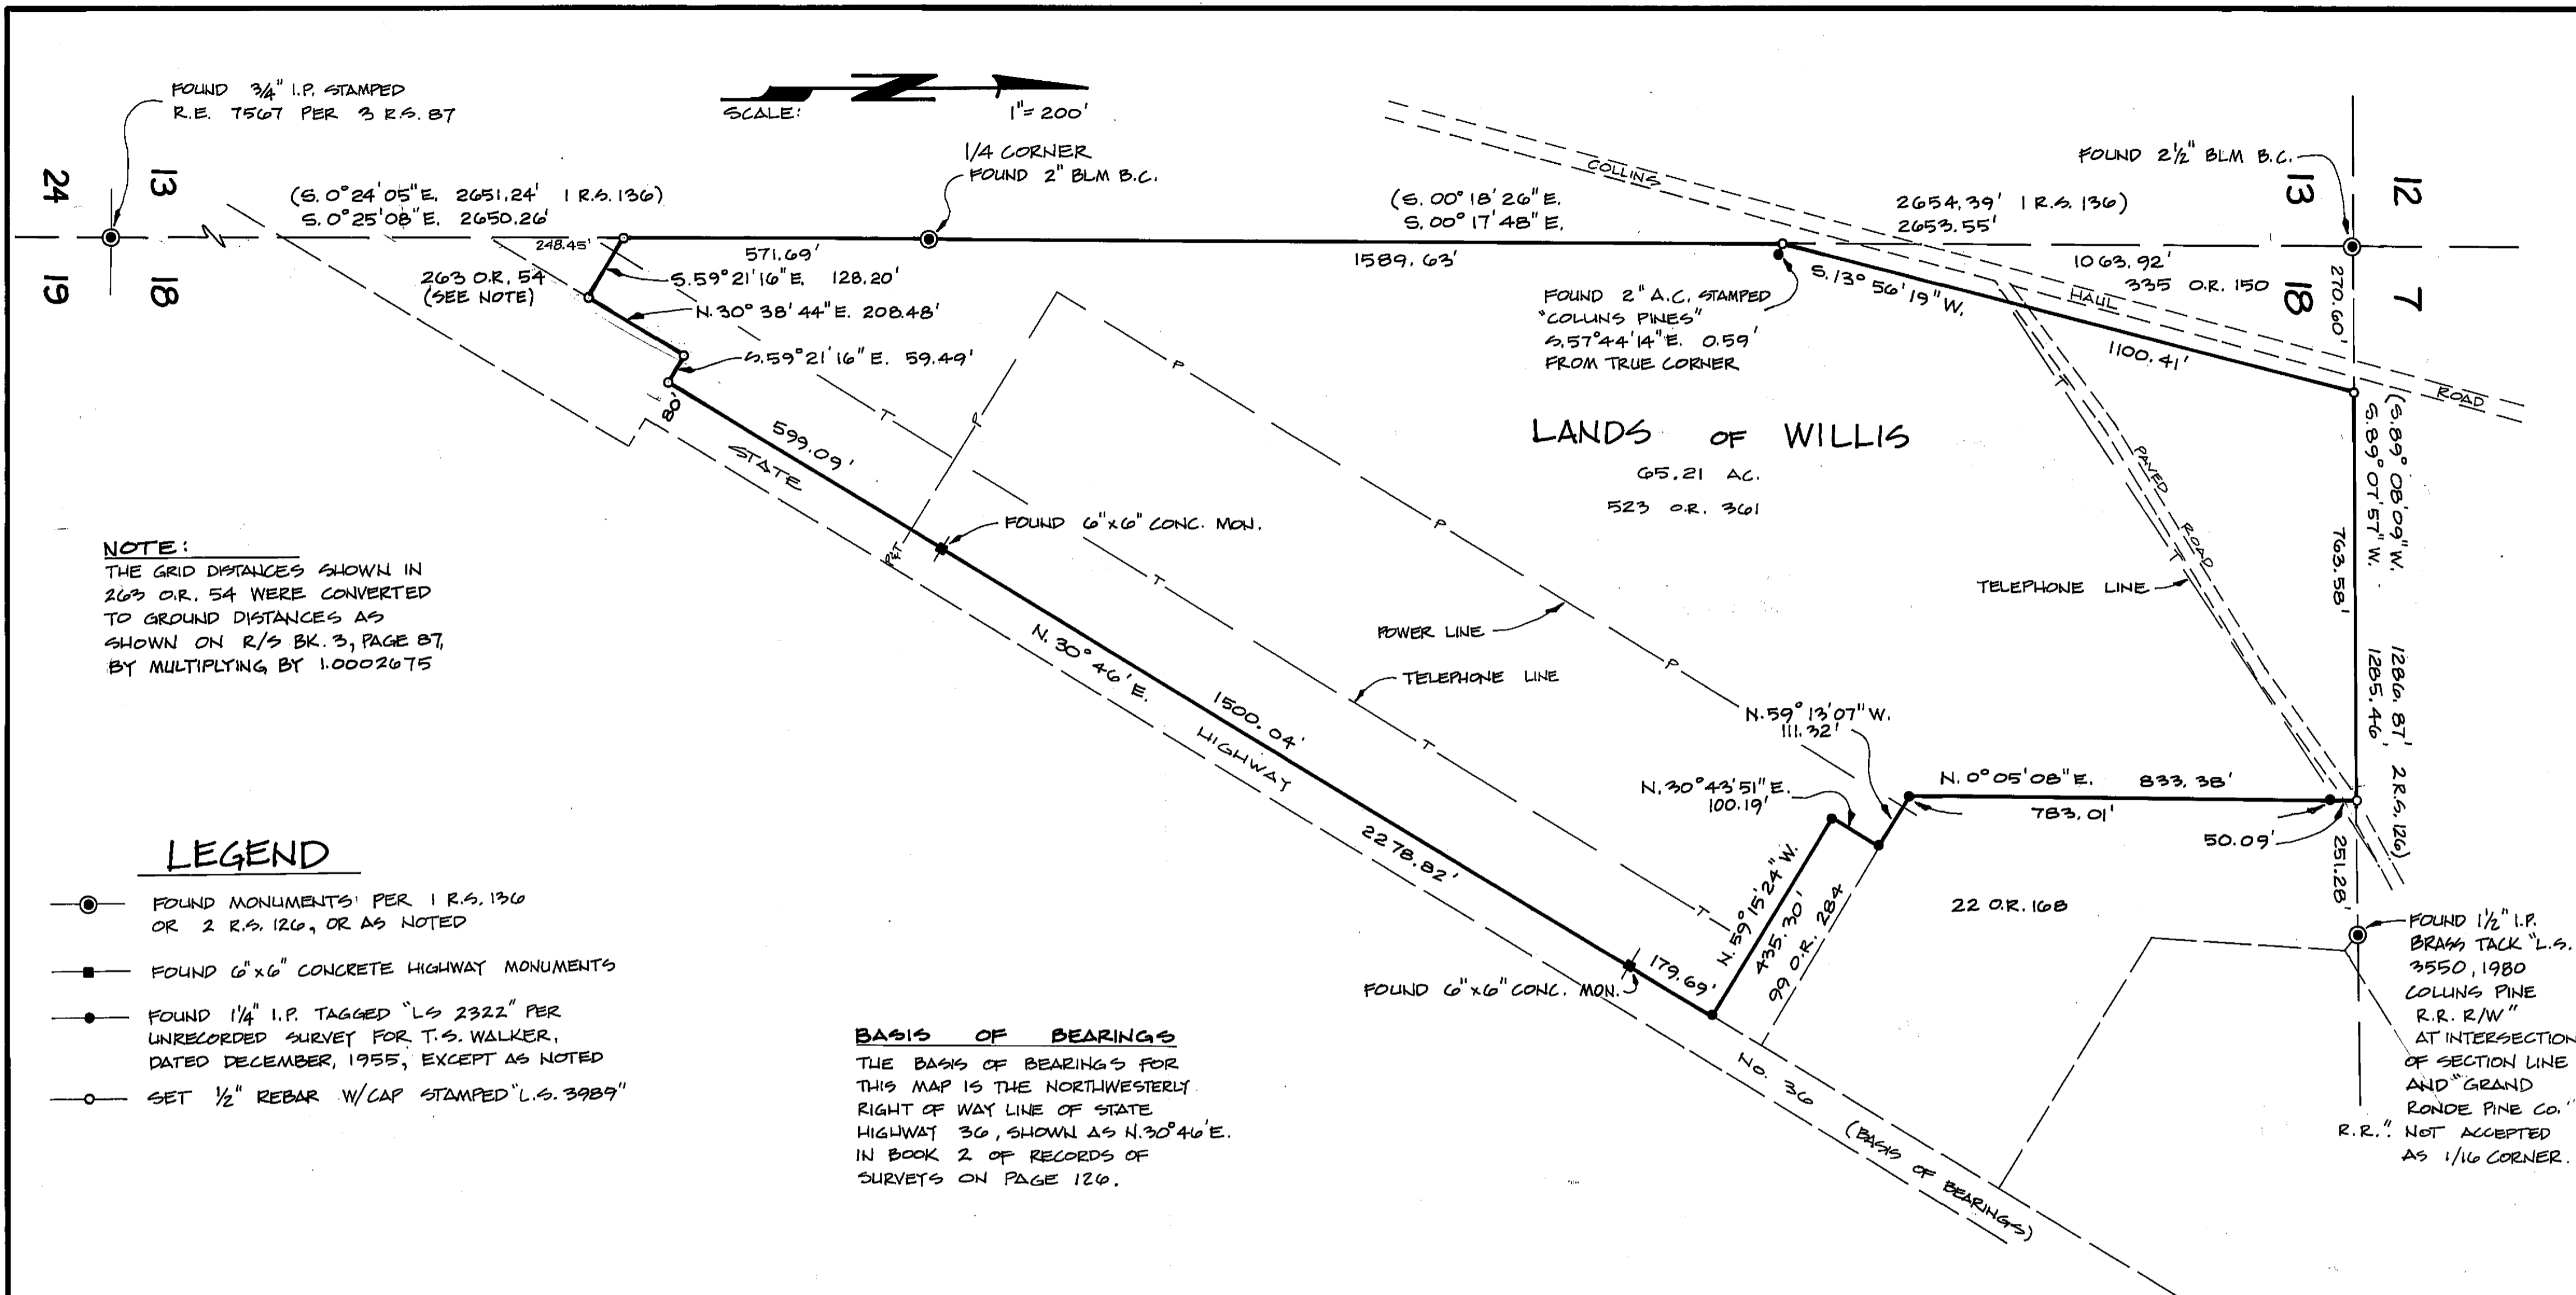 FOUND 3/4" I.P. STAMPED
R.E. 7567 PER 3 R.S. 87
SCALE: 1"=200'
1/4 CORNER
FOUND 2" BLM B.C.
24
13
19
18
(S. 0°24'05"E. 2651.24' 1 R.S. 136)
S. 0°25'08"E. 2650.26'
248.45'
571.69'
263 O.R. 54
(SEE NOTE)
S.59°21'16"E. 128.20'
N.30°38'44"E. 208.48'
S.59°21'16"E. 59.49'
80'
599.09'
STATE
COLLINS
(S. 00°18'26"E.
2654.39' 1 R.S. 136)
S. 00°17'48"E.
2653.55'
1589.63'
FOUND 2 1/2" BLM B.C.
13
12
18
7
1063.92'
335 O.R. 150
270.60'
HAUL
ROAD
S.13°56'19"W.
1100.41'
FOUND 2" A.C. STAMPED
"COLLINS PINES"
S.57°44'14"E. 0.59'
FROM TRUE CORNER
LANDS OF WILLIS
65.21 AC.
523 O.R. 361
(S.89°08'09"W. 1286.87', 2 R.S. 126)
S.89°07'57"W. 1285.46'
763.58'
PAVED
ROAD
TELEPHONE LINE
FOUND 6"x6" CONC. MON.
P&T
P
P
P
P
T
T
T
T
T
T
T
POWER LINE
TELEPHONE LINE
N. 30°46'E.
1500.04'
HIGHWAY
2278.82'
N.59°13'07"W.
111.32'
N.30°43'51"E.
100.19'
N. 0°05'08"E. 833.38'
783.01'
50.09'
251.28'
N. 59°15'24"W.
435.30'
99 O.R. 284
179.69'
FOUND 6"x6" CONC. MON.
22 O.R. 168
No. 36 (BASIS OF BEARINGS)
FOUND 1 1/2" I.P.
BRASS TACK "L.S.
3550, 1980
COLLINS PINE
R.R. R/W"
AT INTERSECTION
OF SECTION LINE
AND "GRAND
RONDE PINE CO."
R.R.". NOT ACCEPTED
AS 1/16 CORNER.
NOTE:
THE GRID DISTANCES SHOWN IN
263 O.R. 54 WERE CONVERTED
TO GROUND DISTANCES AS
SHOWN ON R/S BK. 3, PAGE 87,
BY MULTIPLYING BY 1.0002675
LEGEND
FOUND MONUMENTS PER 1 R.S. 136
OR 2 R.S. 126, OR AS NOTED
FOUND 6"x6" CONCRETE HIGHWAY MONUMENTS
FOUND 1 1/4" I.P. TAGGED "LS 2322" PER
UNRECORDED SURVEY FOR T.S. WALKER,
DATED DECEMBER, 1955, EXCEPT AS NOTED
SET 1/2" REBAR W/CAP STAMPED "L.S. 3989"
BASIS OF BEARINGS
THE BASIS OF BEARINGS FOR
THIS MAP IS THE NORTHWESTERLY
RIGHT OF WAY LINE OF STATE
HIGHWAY 36, SHOWN AS N.30°46'E.
IN BOOK 2 OF RECORDS OF
SURVEYS ON PAGE 126.